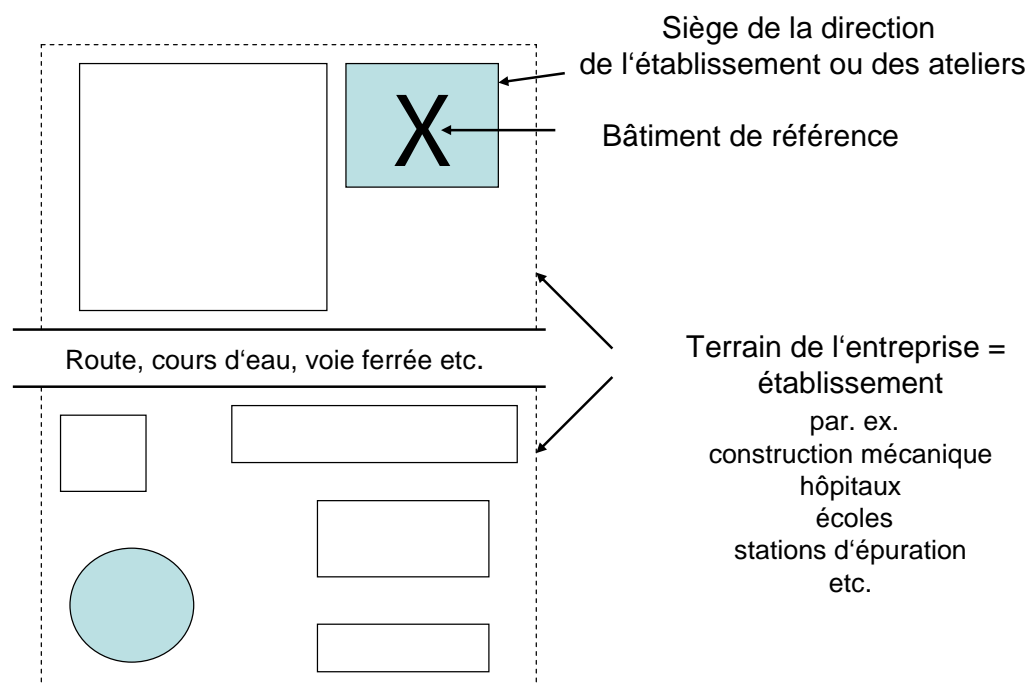 Siège de la direction
de l‘établissement ou des ateliers
X
Bâtiment de référence
Route, cours d‘eau, voie ferrée etc.
Terrain de l‘entreprise =
établissement
par. ex.
construction mécanique
hôpitaux
écoles
stations d‘épuration
etc.